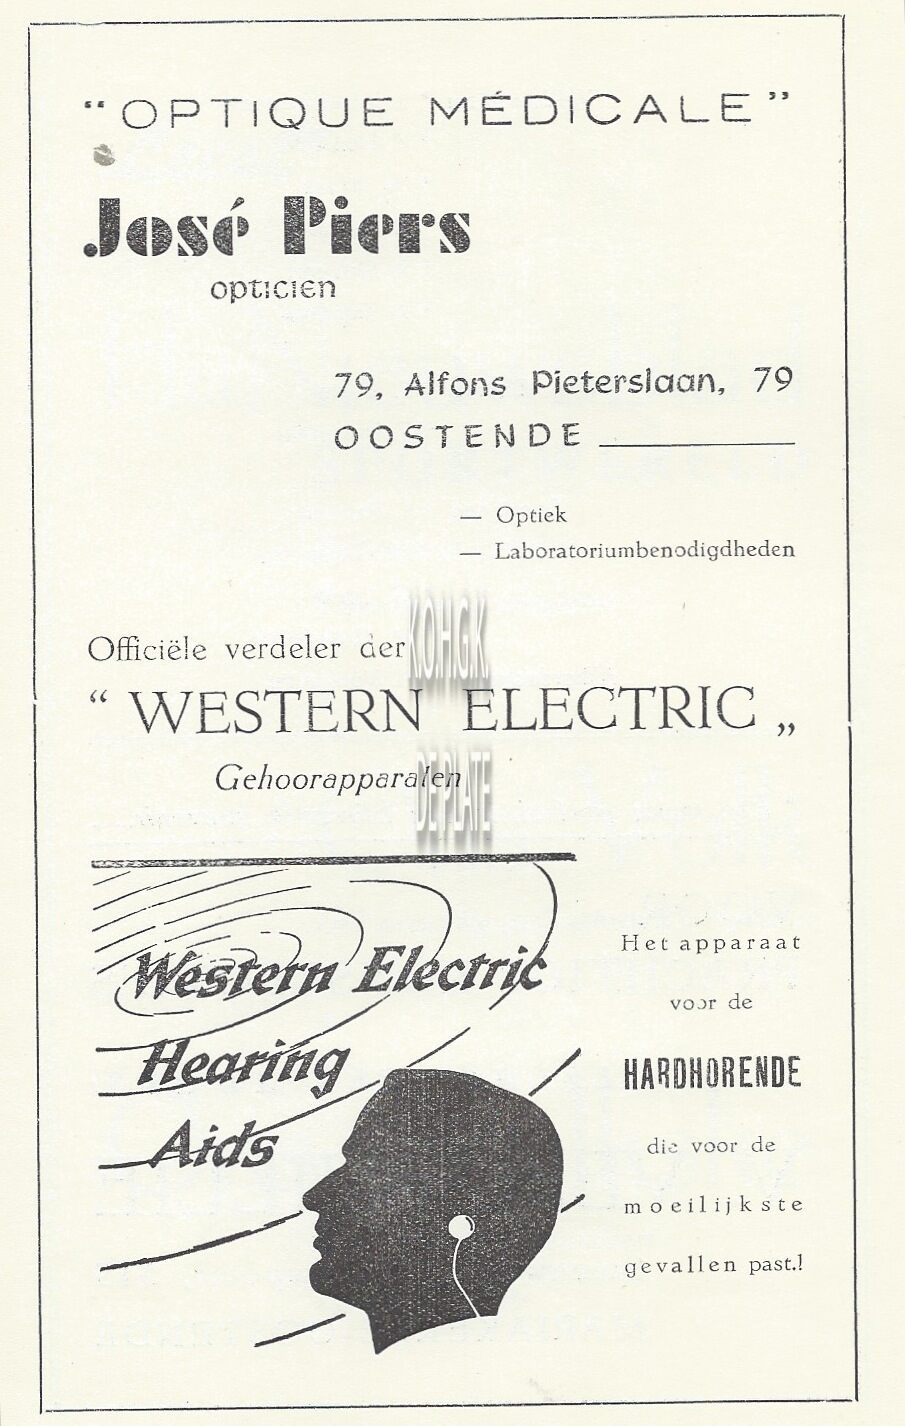 “OPTIQUE MÉDICALE”
José Piers
opticien
79, Alfons Pieterslaan, 79
OOSTENDE
— Optiek
— Laboratoriumbenodigdheden
K.O.H.G.K.
Officiële verdeler der
“ WESTERN ELECTRIC „
Gehoorapparaten
DE PLATE
Western Electric
Hearing
Aids
Het apparaat
voor de
HARDHORENDE
die voor de
moeilijkste
gevallen past.!